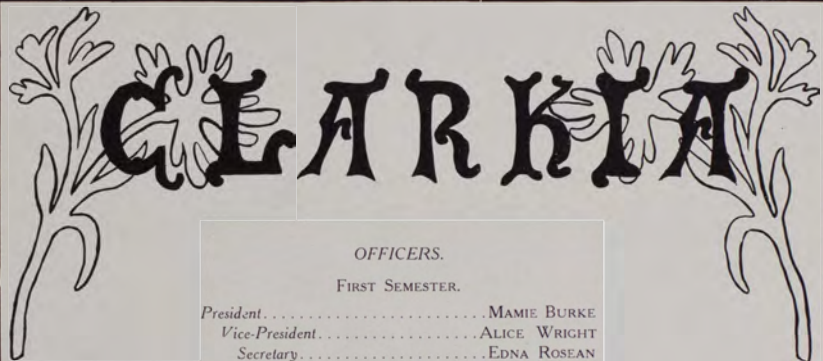 CLARKIA
OFFICERS.
FIRST SEMESTER.
President..........................MAMIE BURKE
Vice-President....................ALICE WRIGHT
Secretary.......................EDNA ROSEAN